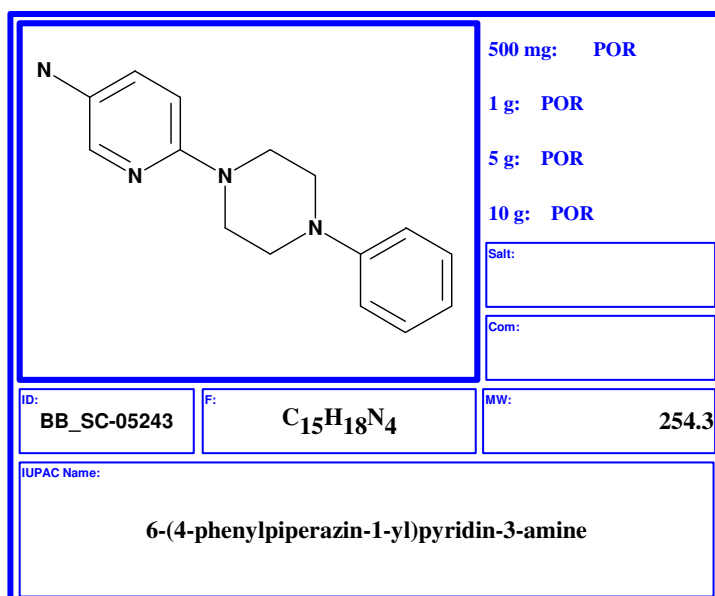 500 mg: POR
1 g: POR
5 g: POR
10 g: POR
N
N
N
N
Salt:
Com:
ID:
BB_SC-05243
F:
C15H18N4
MW:
254.3
IUPAC Name:
6-(4-phenylpiperazin-1-yl)pyridin-3-amine